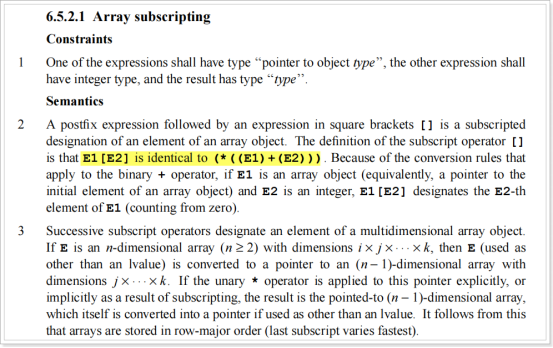 6.5.2.1 Array subscripting
Constraints
1 One of the expressions shall have type ‘‘pointer to object type’’, the other expression shall
have integer type, and the result has type ‘‘type’’.
Semantics
2 A postfix expression followed by an expression in square brackets [] is a subscripted
designation of an element of an array object. The definition of the subscript operator []
is that E1[E2] is identical to (*((E1)+(E2))). Because of the conversion rules that
apply to the binary + operator, if E1 is an array object (equivalently, a pointer to the
initial element of an array object) and E2 is an integer, E1[E2] designates the E2-th
element of E1 (counting from zero).
3 Successive subscript operators designate an element of a multidimensional array object.
If E is an n-dimensional array (n ≥ 2) with dimensions i × j × · · · × k, then E (used as
other than an lvalue) is converted to a pointer to an (n − 1)-dimensional array with
dimensions j × · · · × k. If the unary * operator is applied to this pointer explicitly, or
implicitly as a result of subscripting, the result is the pointed-to (n − 1)-dimensional array,
which itself is converted into a pointer if used as other than an lvalue. It follows from this
that arrays are stored in row-major order (last subscript varies fastest).